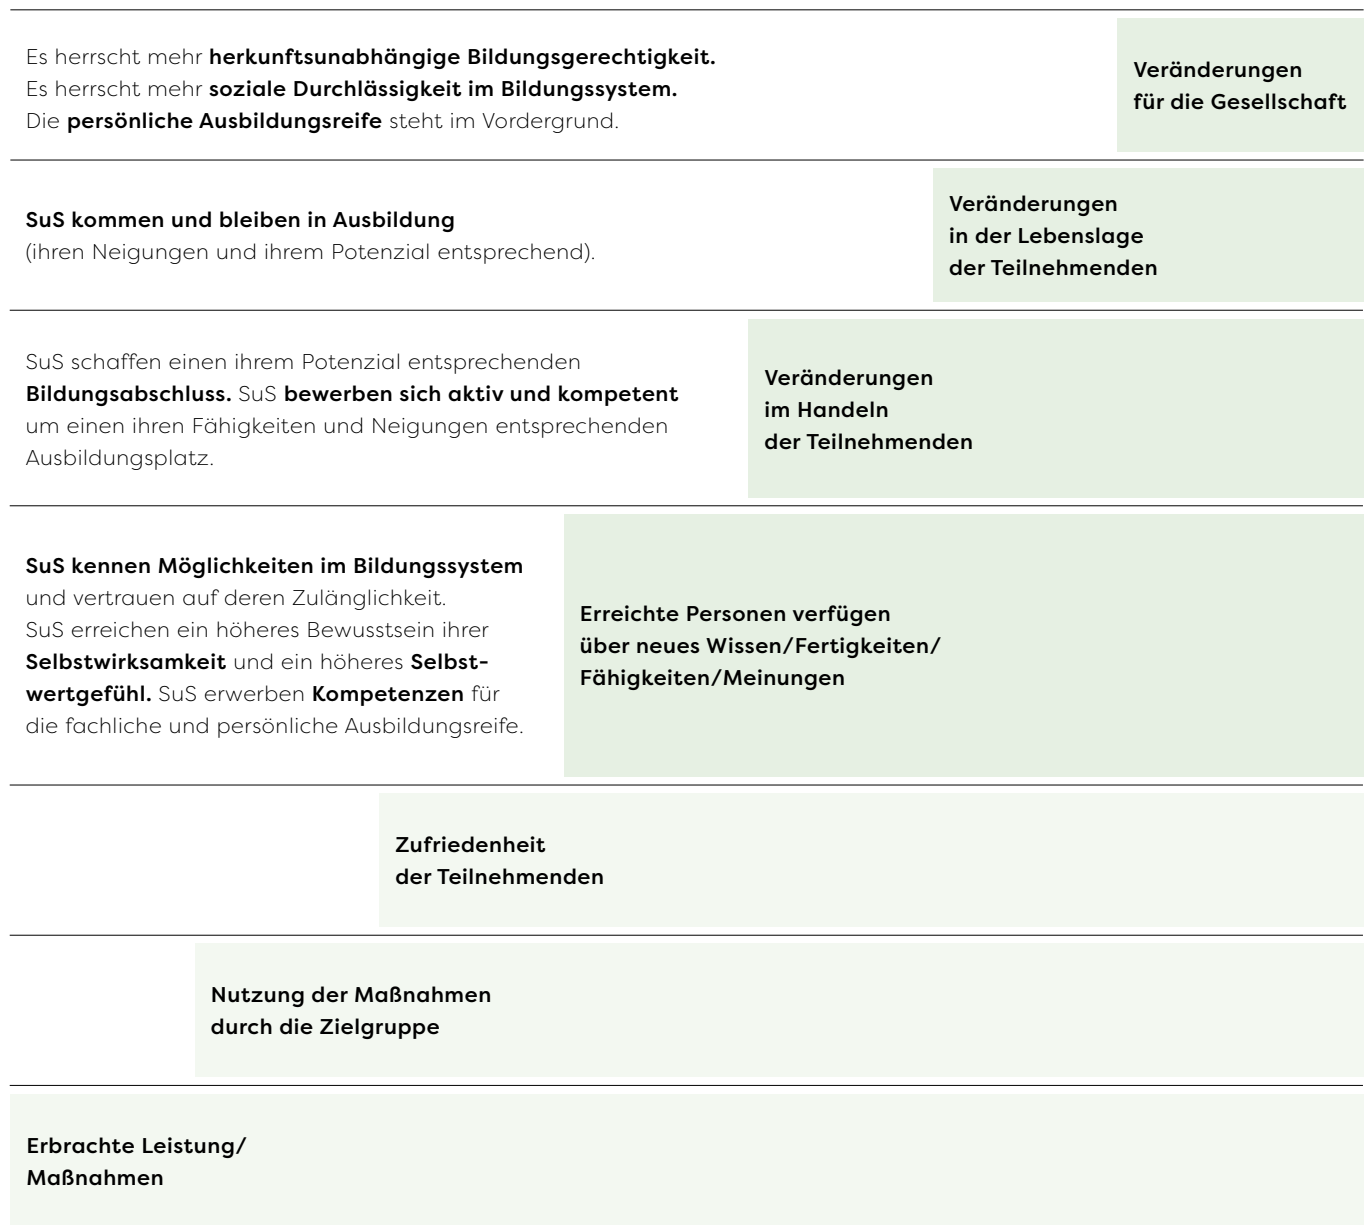 Es herrscht mehr herkunftsunabhängige Bildungsgerechtigkeit.
Es herrscht mehr soziale Durchlässigkeit im Bildungssystem.
Die persönliche Ausbildungsreife steht im Vordergrund.
Veränderungen
für die Gesellschaft
SuS kommen und bleiben in Ausbildung
(ihren Neigungen und ihrem Potenzial entsprechend).
Veränderungen
in der Lebenslage
der Teilnehmenden
SuS schaffen einen ihrem Potenzial entsprechenden
Bildungsabschluss. SuS bewerben sich aktiv und kompetent
um einen ihren Fähigkeiten und Neigungen entsprechenden
Ausbildungsplatz.
Veränderungen
im Handeln
der Teilnehmenden
SuS kennen Möglichkeiten im Bildungssystem
und vertrauen auf deren Zulänglichkeit.
SuS erreichen ein höheres Bewusstsein ihrer
Selbstwirksamkeit und ein höheres Selbst-
wertgefühl. SuS erwerben Kompetenzen für
die fachliche und persönliche Ausbildungsreife.
Erreichte Personen verfügen
über neues Wissen/Fertigkeiten/
Fähigkeiten/Meinungen
Zufriedenheit
der Teilnehmenden
Nutzung der Maßnahmen
durch die Zielgruppe
Erbrachte Leistung/
Maßnahmen